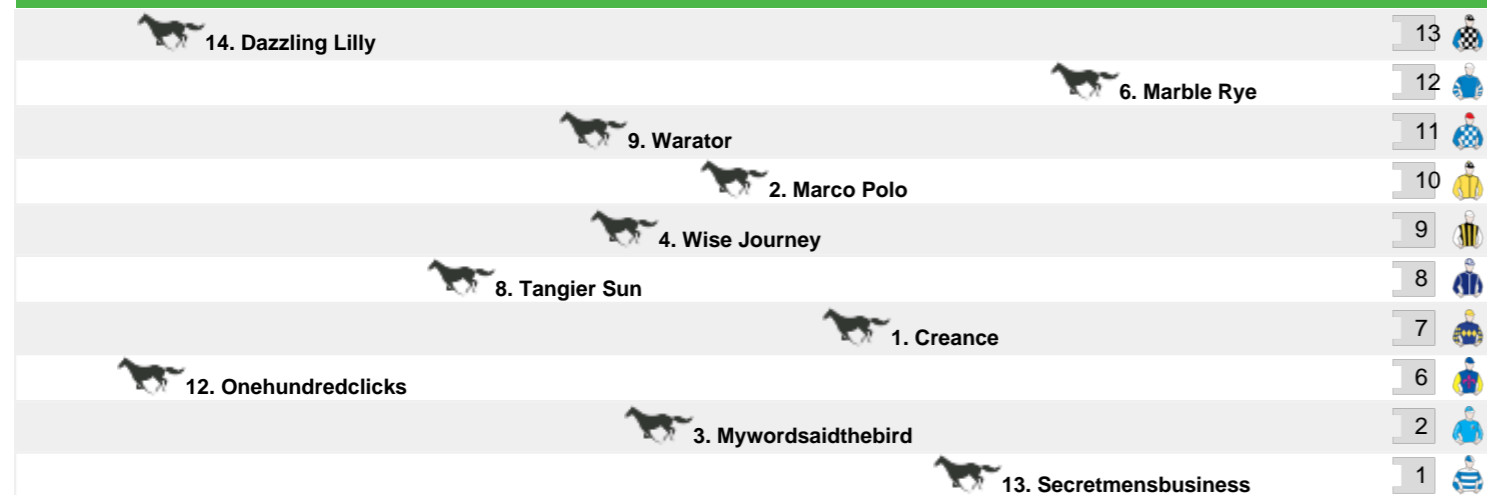 14. Dazzling Lilly 13
6. Marble Rye 12
9. Warator 11
2. Marco Polo 10
4. Wise Journey 9
8. Tangier Sun 8
1. Creance 7
12. Onehundredclicks 6
3. Mywordsaidthebird 2
13. Secretmensbusiness 1